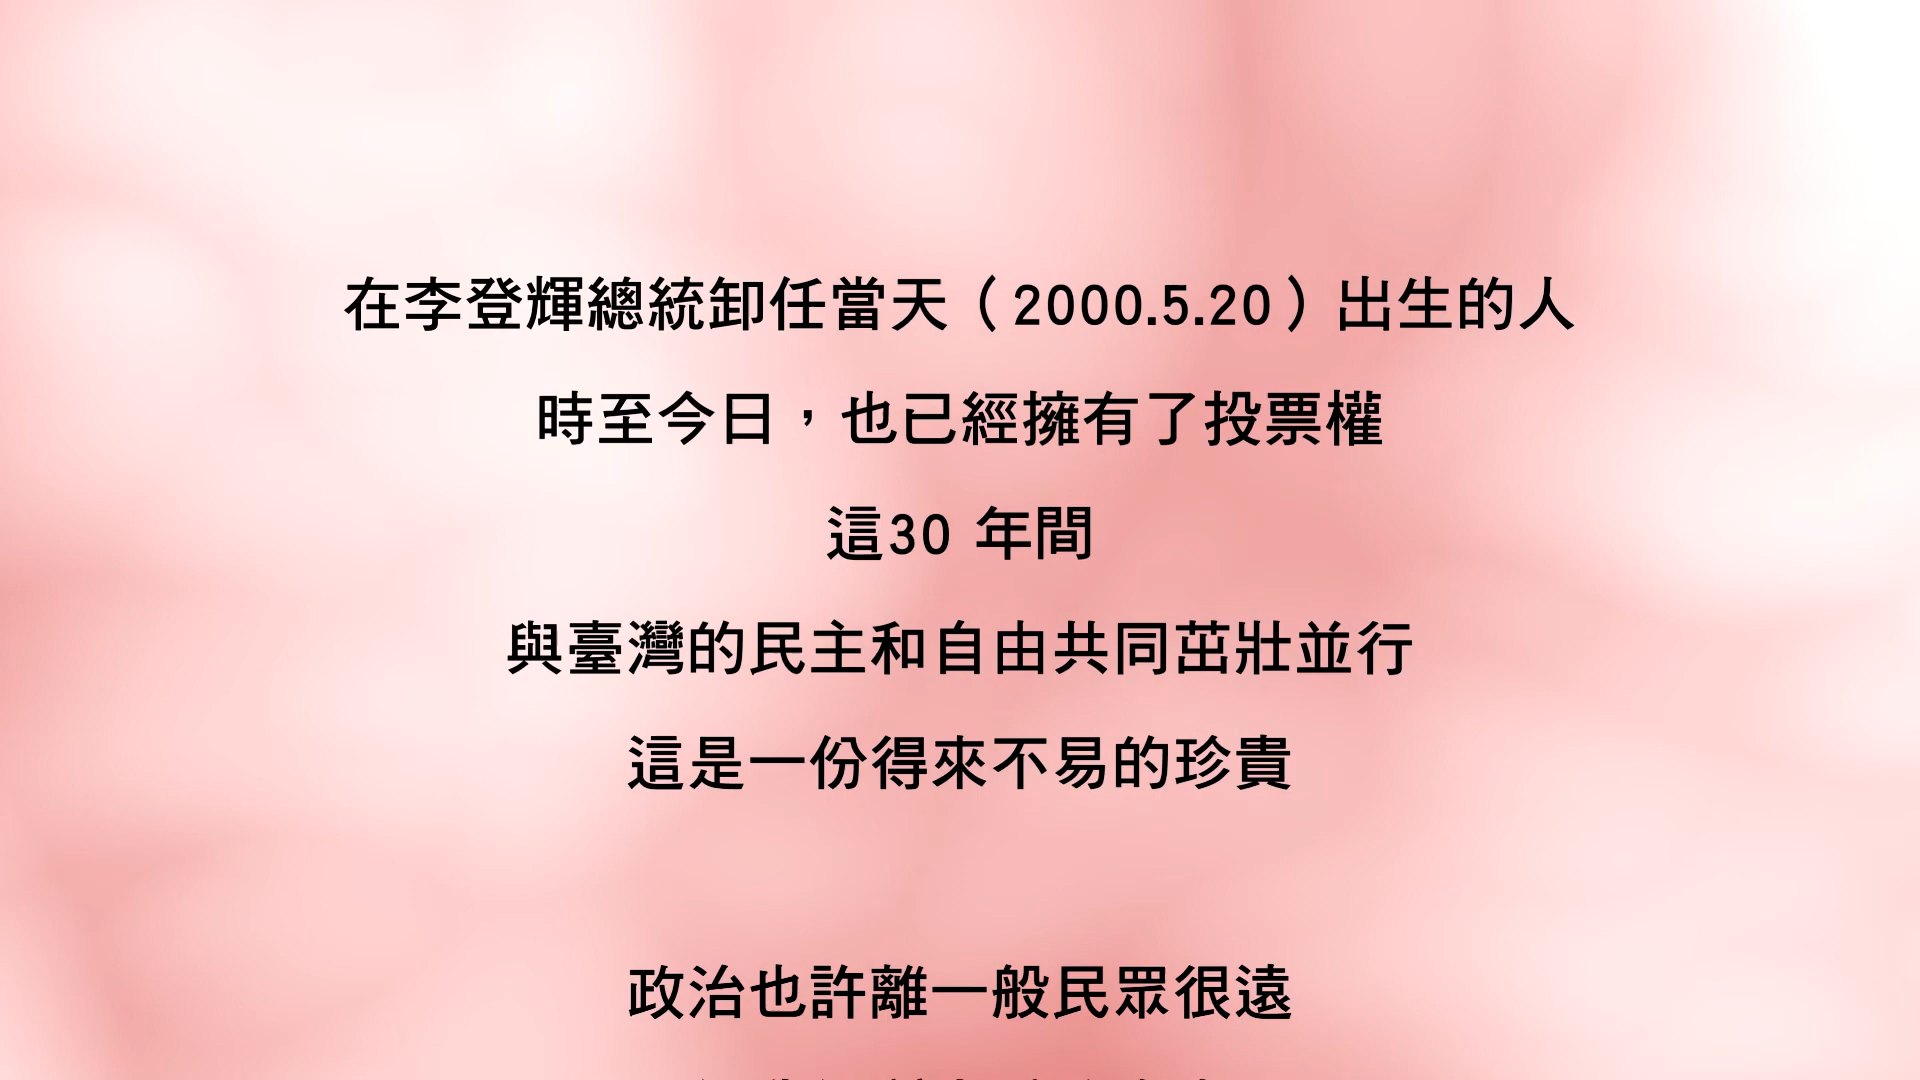 在李登輝總統卸任當天（2000.5.20）出生的人
時至今日，也已經擁有了投票權
這30 年間
與臺灣的民主和自由共同茁壯並行
這是一份得來不易的珍貴
政治也許離一般民眾很遠